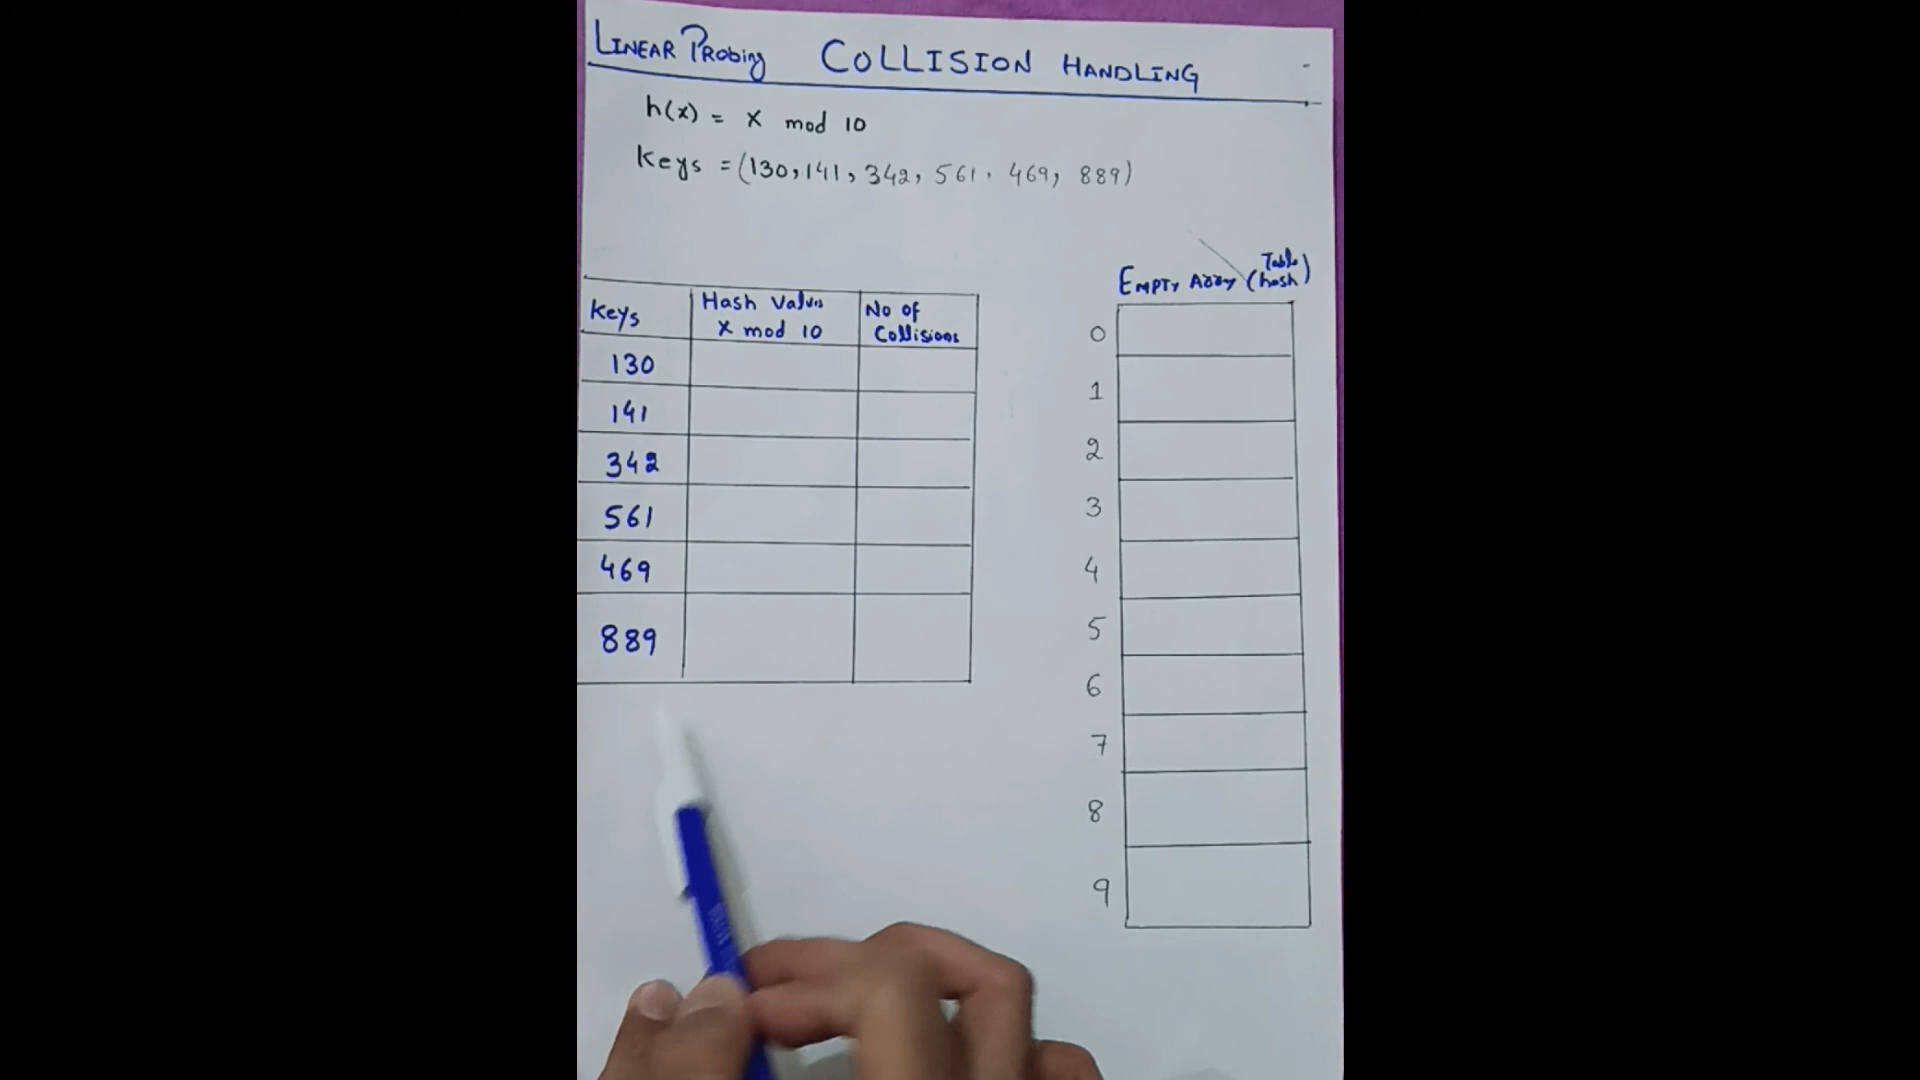 LINEAR PRobing COLLISION HANDLING
h(x) = X mod 10
Keys = (130, 141, 342, 561, 469, 889)
EMPTY Array (Table
hash)
Keys
Hash Values
X mod 10
No of
Collisions
130
141
342
561
469
889
0
1
2
3
4
5
6
7
8
9